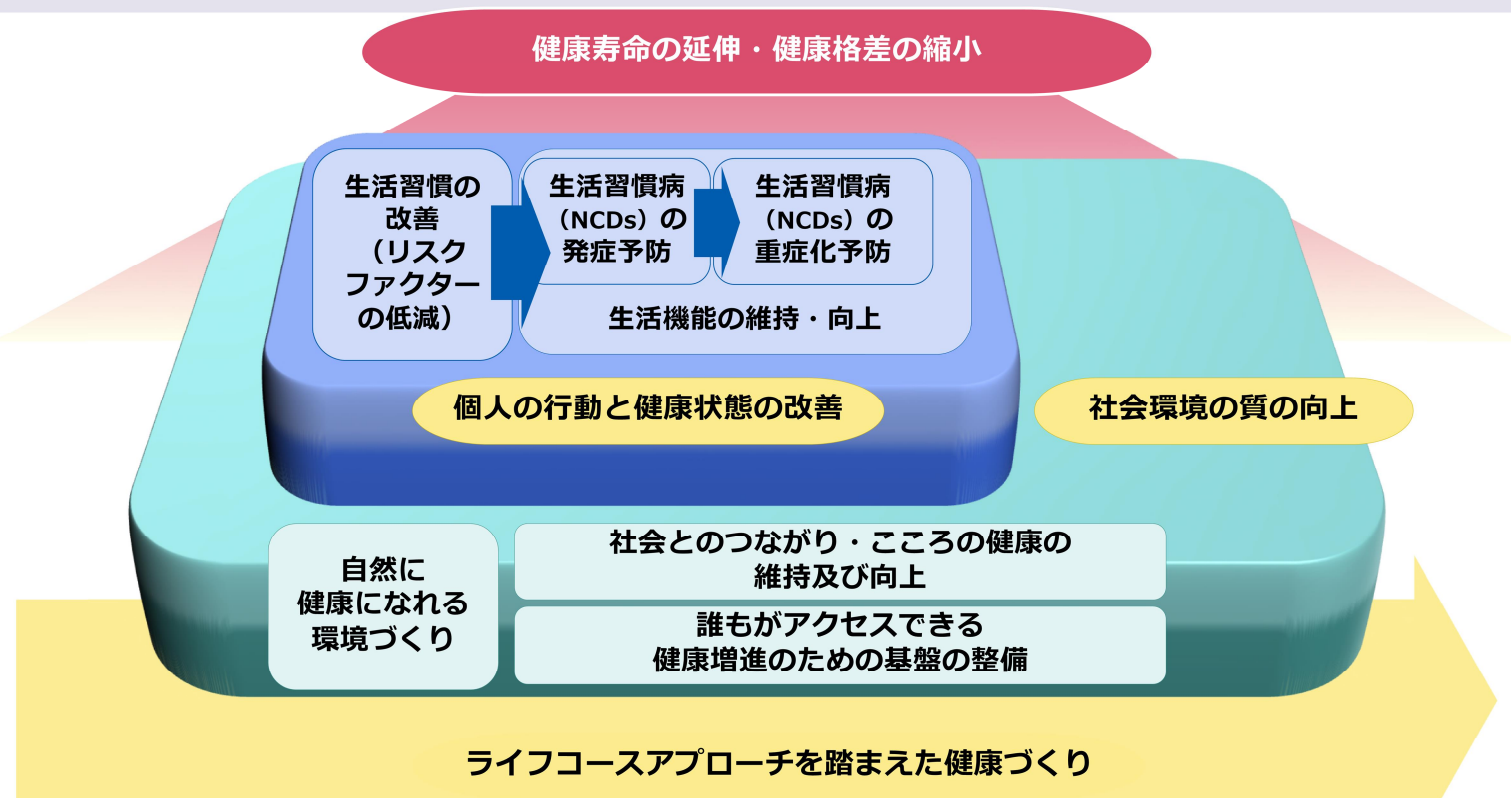 健康寿命の延伸・健康格差の縮小
生活習慣の
改善
（リスク
ファクター
の低減）
生活習慣病
（NCDs）の
発症予防
生活習慣病
（NCDs）の
重症化予防
生活機能の維持・向上
個人の行動と健康状態の改善
社会環境の質の向上
自然に
健康になれる
環境づくり
社会とのつながり・こころの健康の
維持及び向上
誰もがアクセスできる
健康増進のための基盤の整備
ライフコースアプローチを踏まえた健康づくり